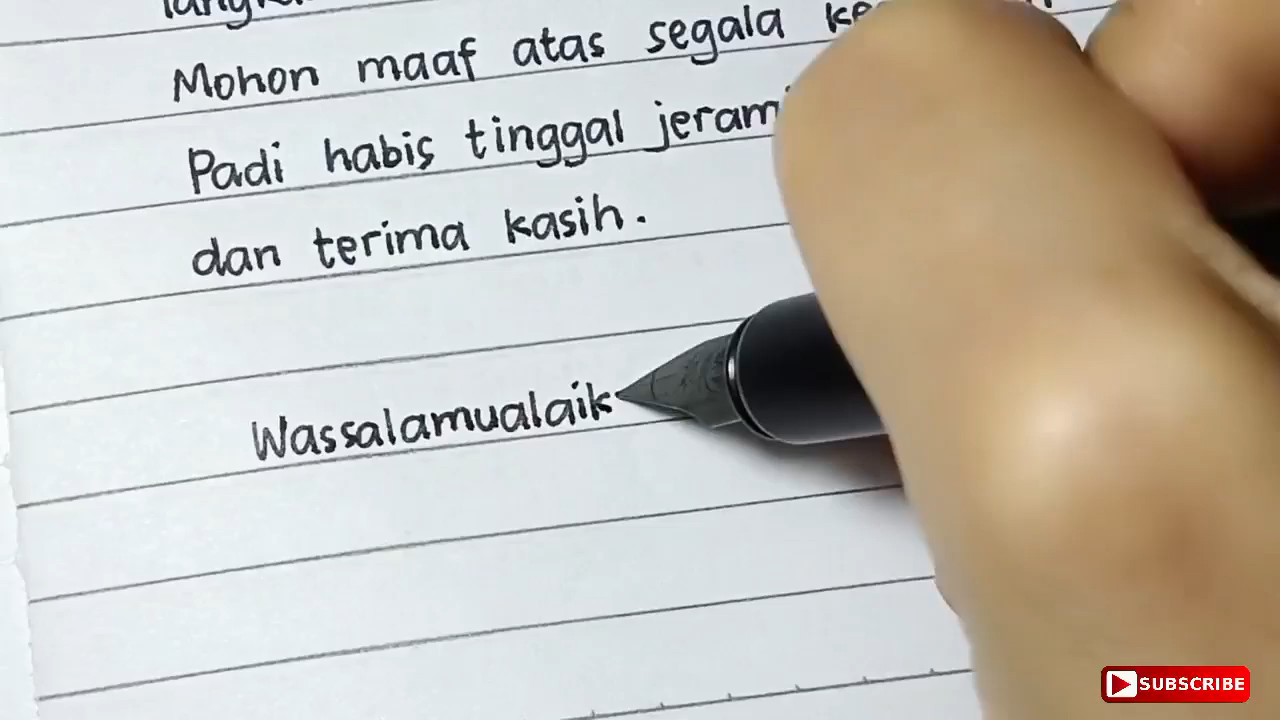 Mohon maaf atas segala
Padi habis tinggal
dan terima kasih.
Wassalamualaik
SUBSCRIBE